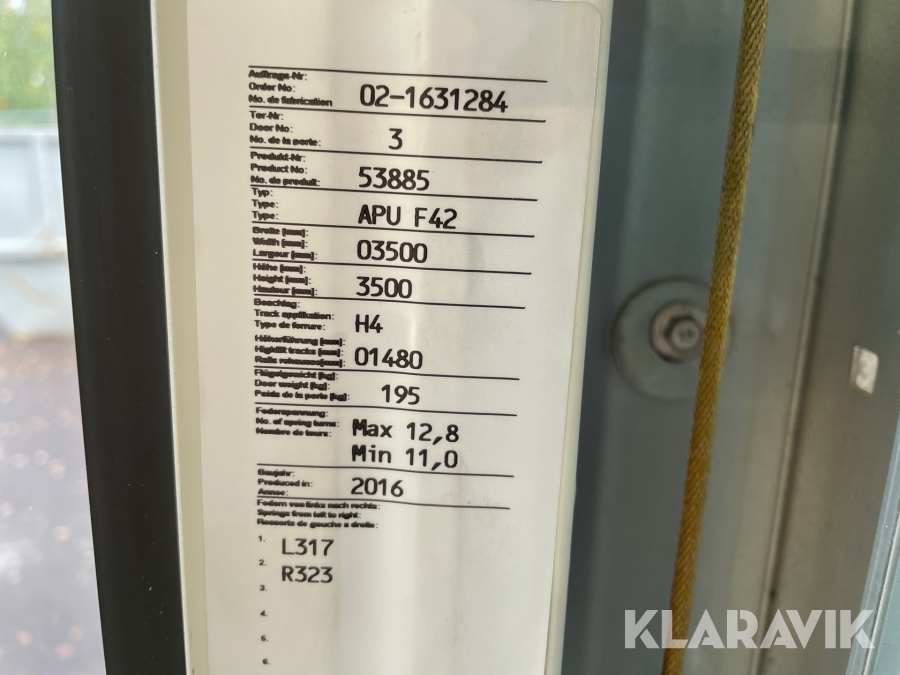 Auftrags-Nr:
Order No:
No. de fabrication 02-1631284
Tor-Nr:
Door No:
No. de la porte: 3
Produkt-Nr:
Product No:
No. de produit: 53885
Typ:
Type:
Type: APU F42
Breite [mm]:
Width [mm]:
Largeur [mm]: 03500
Höhe [mm]:
Height [mm]:
Hauteur [mm]: 3500
Beschlag:
Track application:
Type de ferrure: H4
Höherführung [mm]:
Highlift tracks [mm]:
Rails rehausse[mm]: 01480
Flügelgewicht [kg]:
Door weight [kg]:
Poids de la porte [kg]: 195
Federspannung:
No. of spring turns: Max 12,8
Nombre de tours: Min 11,0
Baujahr:
Produced in: 2016
Annee:
Federn von links nach rechts:
Springs from left to right:
Ressorts de gauche a droite:
1. L317
2. R323
3.
4.
5.
6.
KLARAVIK